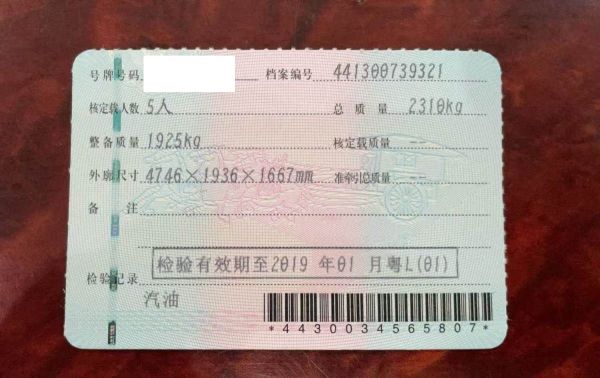 号牌号码 档案编号 441300739321
核定载人数 5人 总质量 2310kg
整备质量 1925kg 核定载质量 --
外廓尺寸 4746×1936×1667mm 准牵引总质量 --
备注
检验有效期至2019 年01 月粤L(01)
检验记录
汽油
*4430034565807*